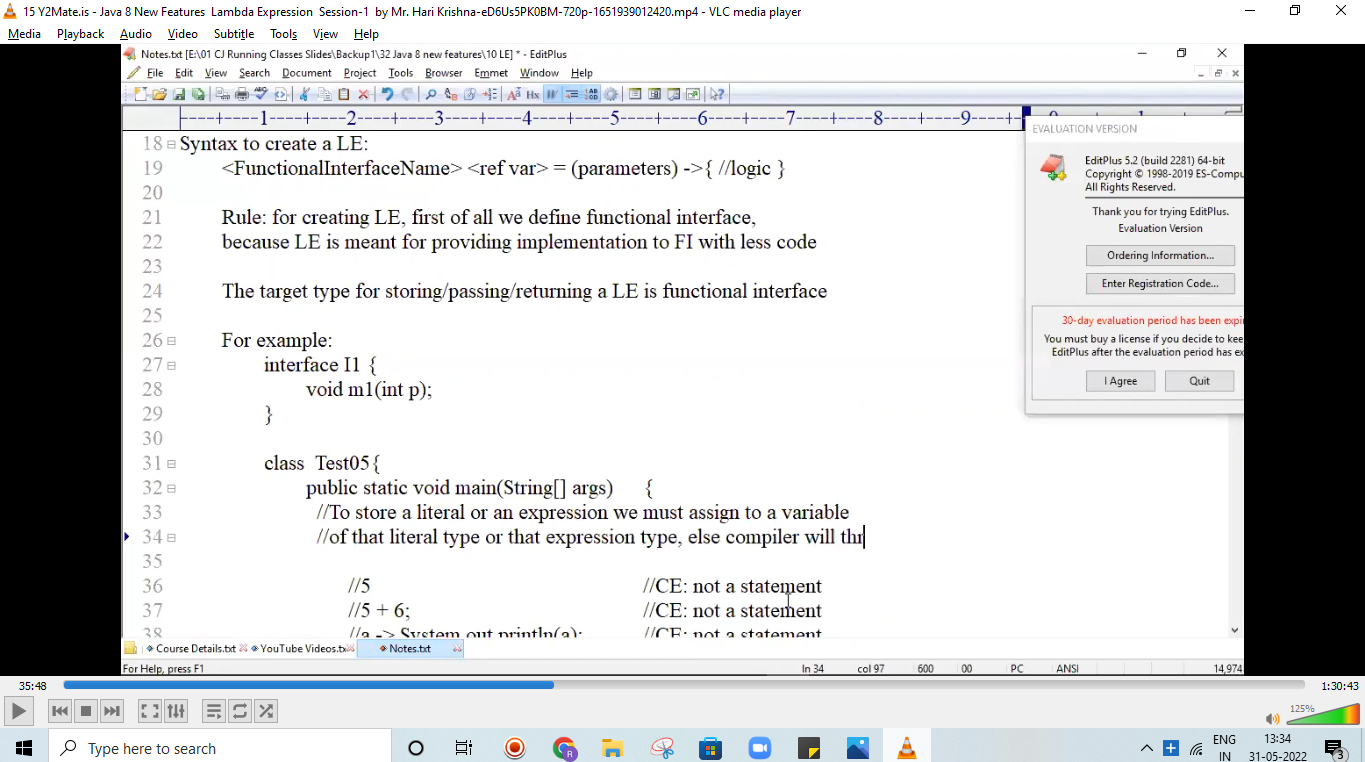 15 Y2Mate.is - Java 8 New Features  Lambda Expression  Session-1  by Mr. Hari Krishna-eD6Us5PK0BM-720p-1651939012420.mp4 - VLC media player
Media Playback Audio Video Subtitle Tools View Help
Notes.txt [E:\01 CJ Running Classes Slides\Backup1\32 Java 8 new features\10 LE] * - EditPlus
File Edit View Search Document Project Tools Browser Emmet Window Help
----+----1----+----2----+----3----+----4----+----5----+----6----+----7----+----8----+----9----+-
18 Syntax to create a LE:
19 <FunctionalInterfaceName> <ref var> = (parameters) ->{ //logic }
20
21 Rule: for creating LE, first of all we define functional interface,
22 because LE is meant for providing implementation to FI with less code
23
24 The target type for storing/passing/returning a LE is functional interface
25
26 For example:
27 interface I1 {
28 void m1(int p);
29 }
30
31 class  Test05{
32 public static void main(String[] args) {
33 //To store a literal or an expression we must assign to a variable
34 //of that literal type or that expression type, else compiler will thr
35
36 //5 //CE: not a statement
37 //5 + 6; //CE: not a statement
38 //a -> System.out.println(a); //CE: not a statement
EVALUATION VERSION
EditPlus 5.2 (build 2281) 64-bit
Copyright © 1998-2019 ES-Compu
All Rights Reserved.
Thank you for trying EditPlus.
Evaluation Version
Ordering Information...
Enter Registration Code...
30-day evaluation period has been expi
You must buy a license if you decide to kee
EditPlus after the evaluation period has ex
I Agree Quit
Course Details.txt YouTube Videos.tx Notes.txt
For Help, press F1 ln 34 col 97 600 00 PC ANSI 14,974
35:48 1:30:43
125%
Type here to search
ENG
IN
13:34
31-05-2022
3